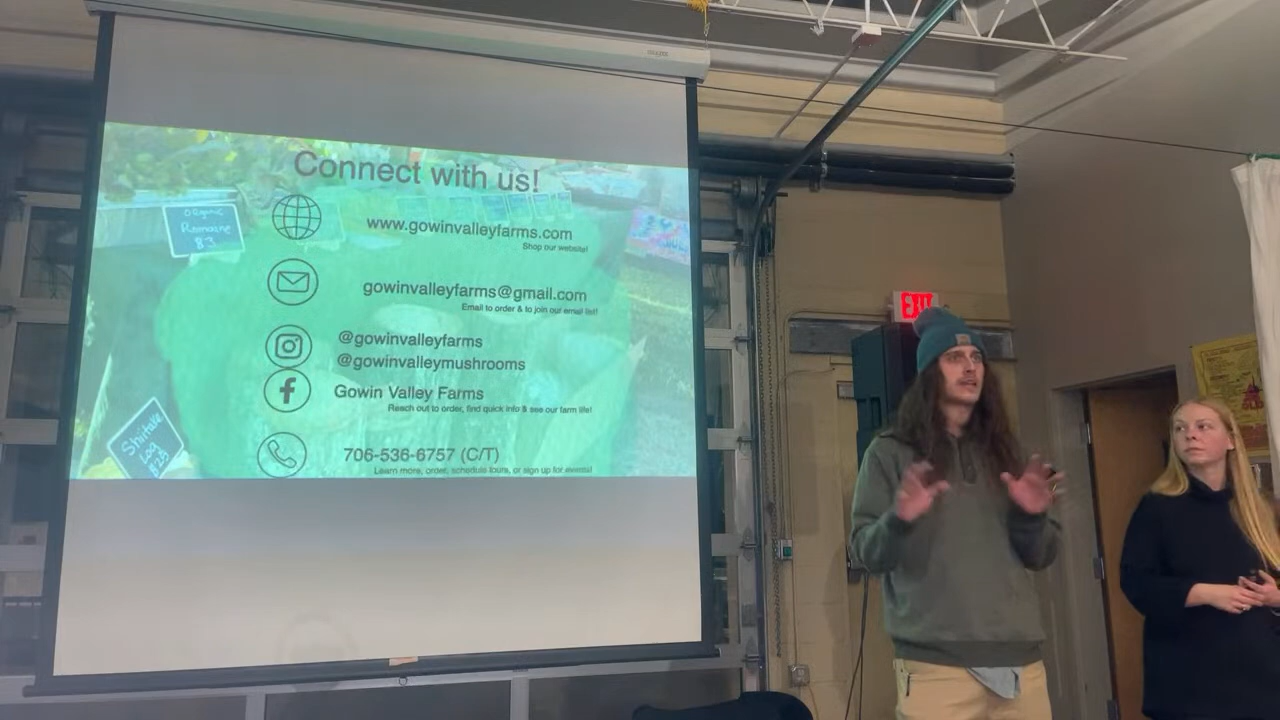 Connect with us!
www.gowinvalleyfarms.com
Shop our website!
gowinvalleyfarms@gmail.com
Email to order & to join our email list!
@gowinvalleyfarms
@gowinvalleymushrooms
Gowin Valley Farms
Reach out to order, find quick info & see our farm life!
706-536-6757 (C/T)
Learn more, order, schedule tours, or sign up for events!
Organic
Romaine
$3
Shiitake
Log
$25
EXIT